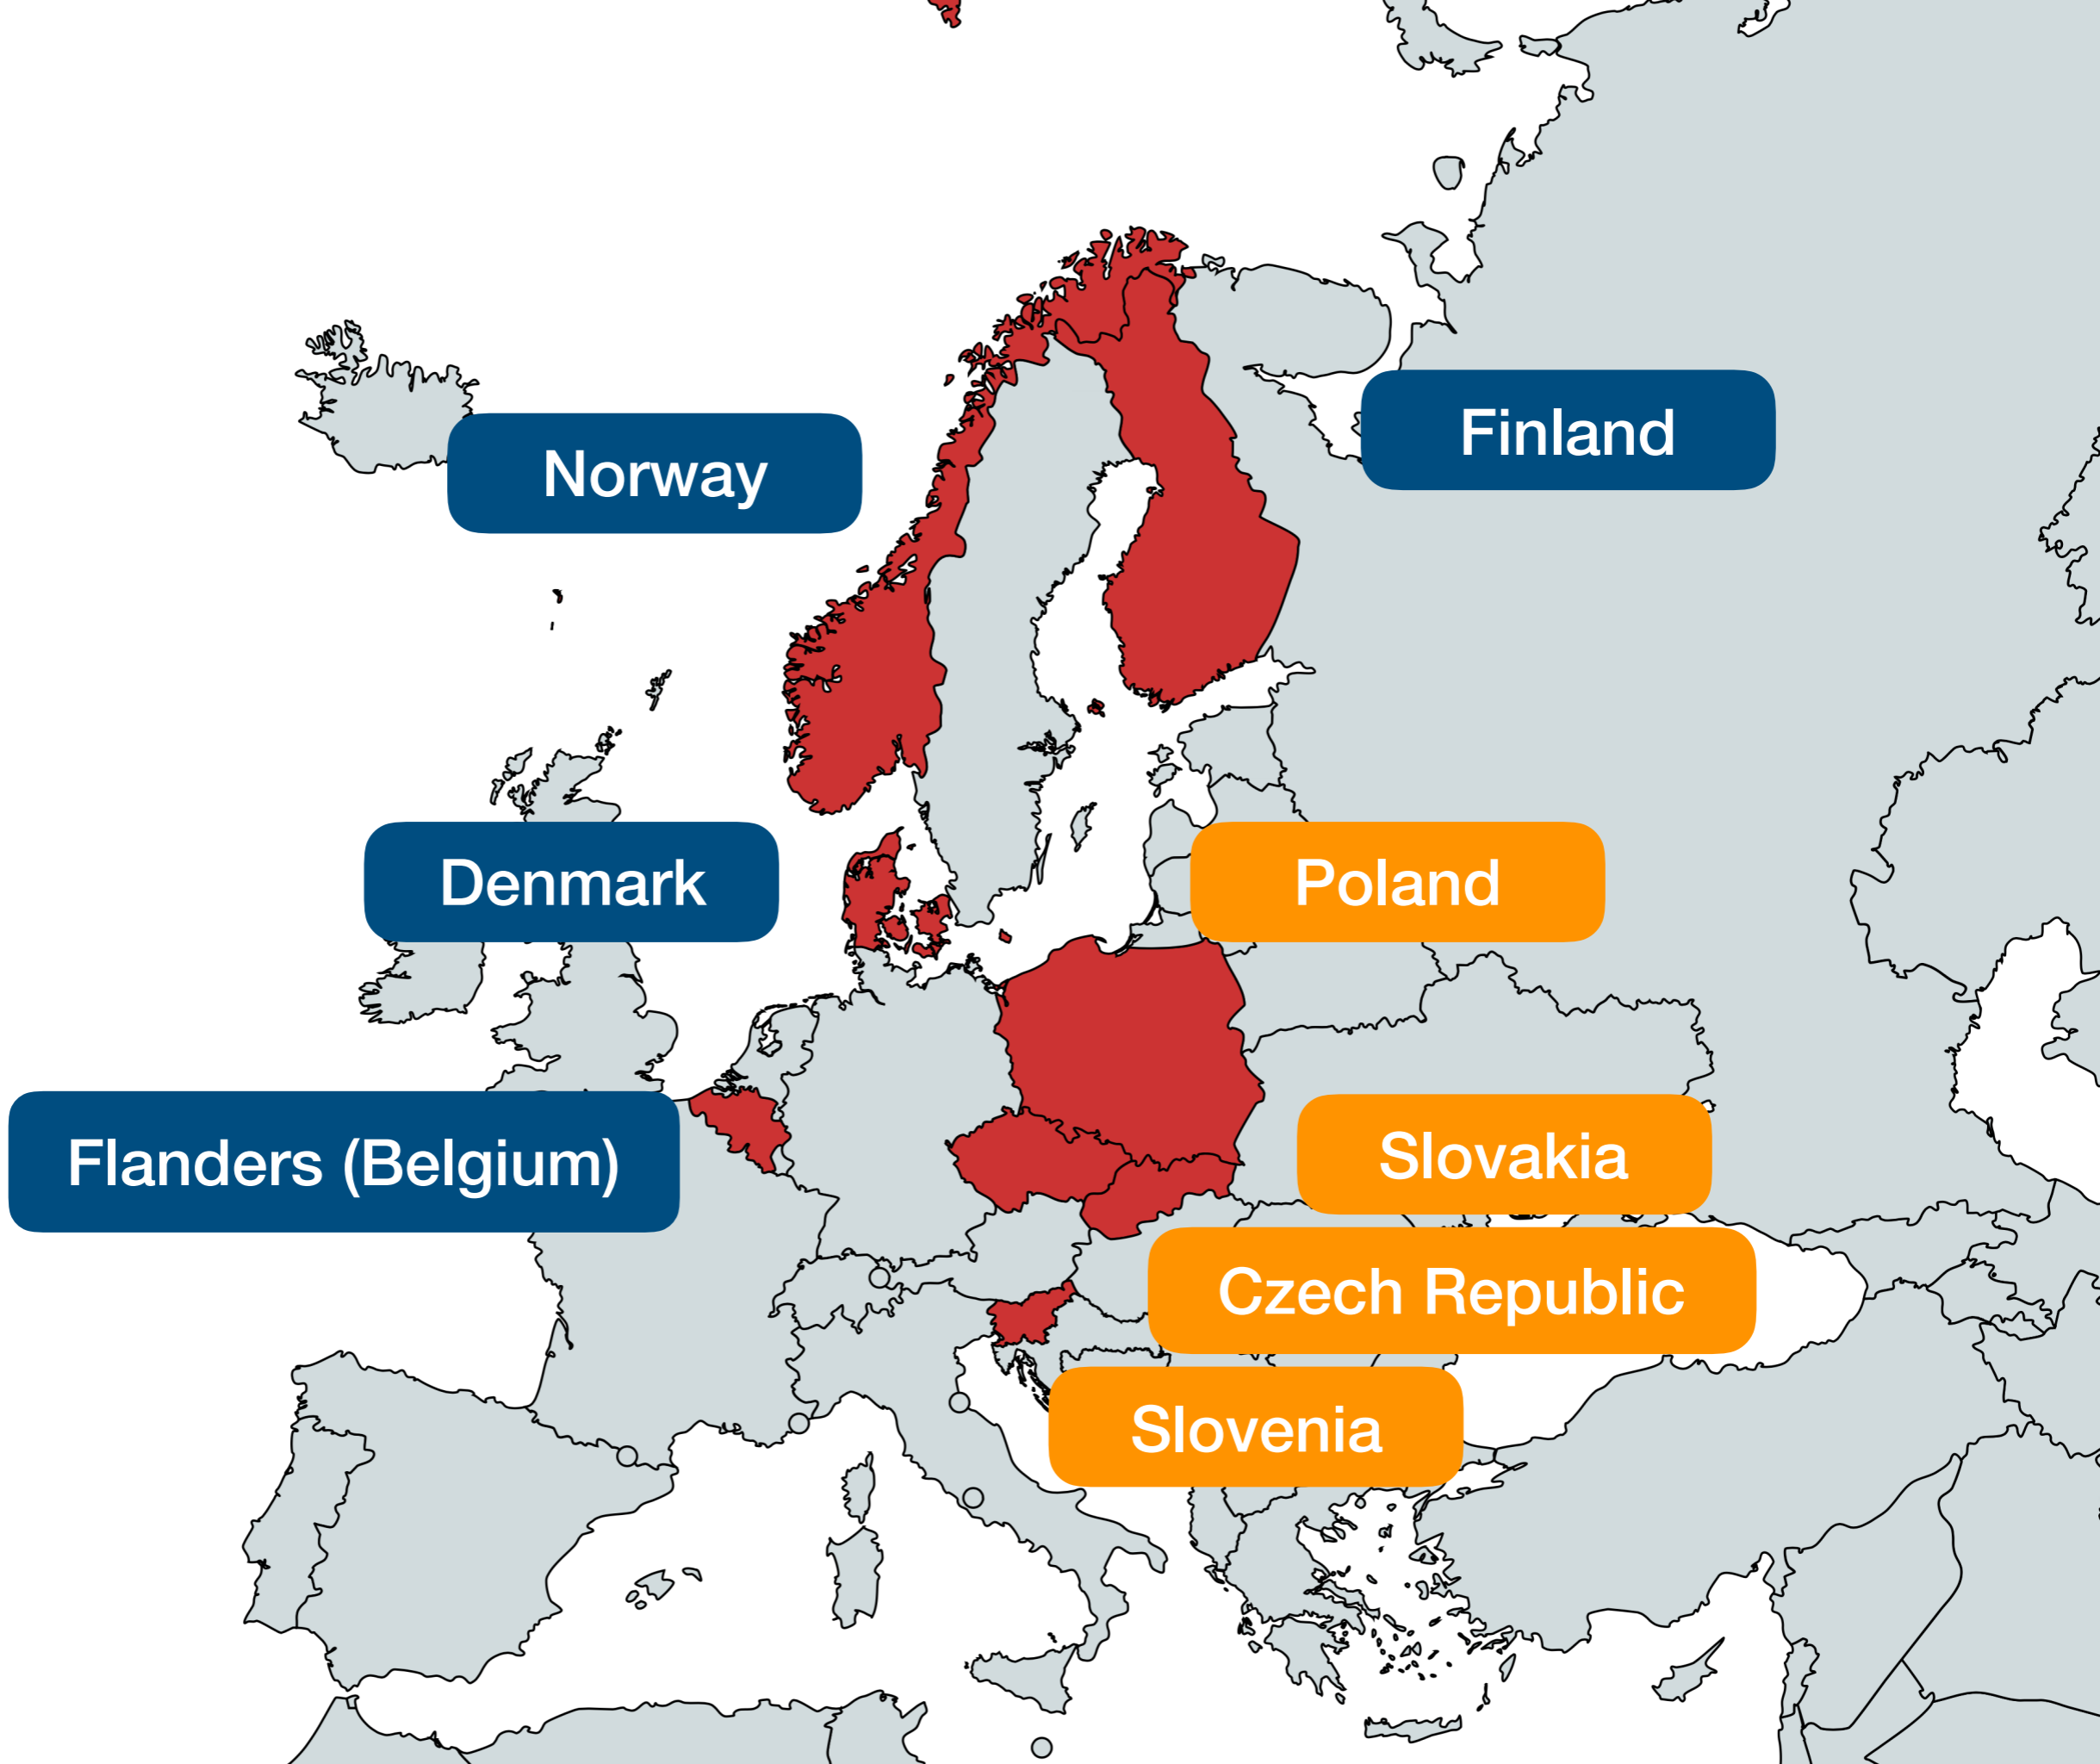 Finland
Norway
Denmark
Poland
Flanders (Belgium)
Slovakia
Czech Republic
Slovenia